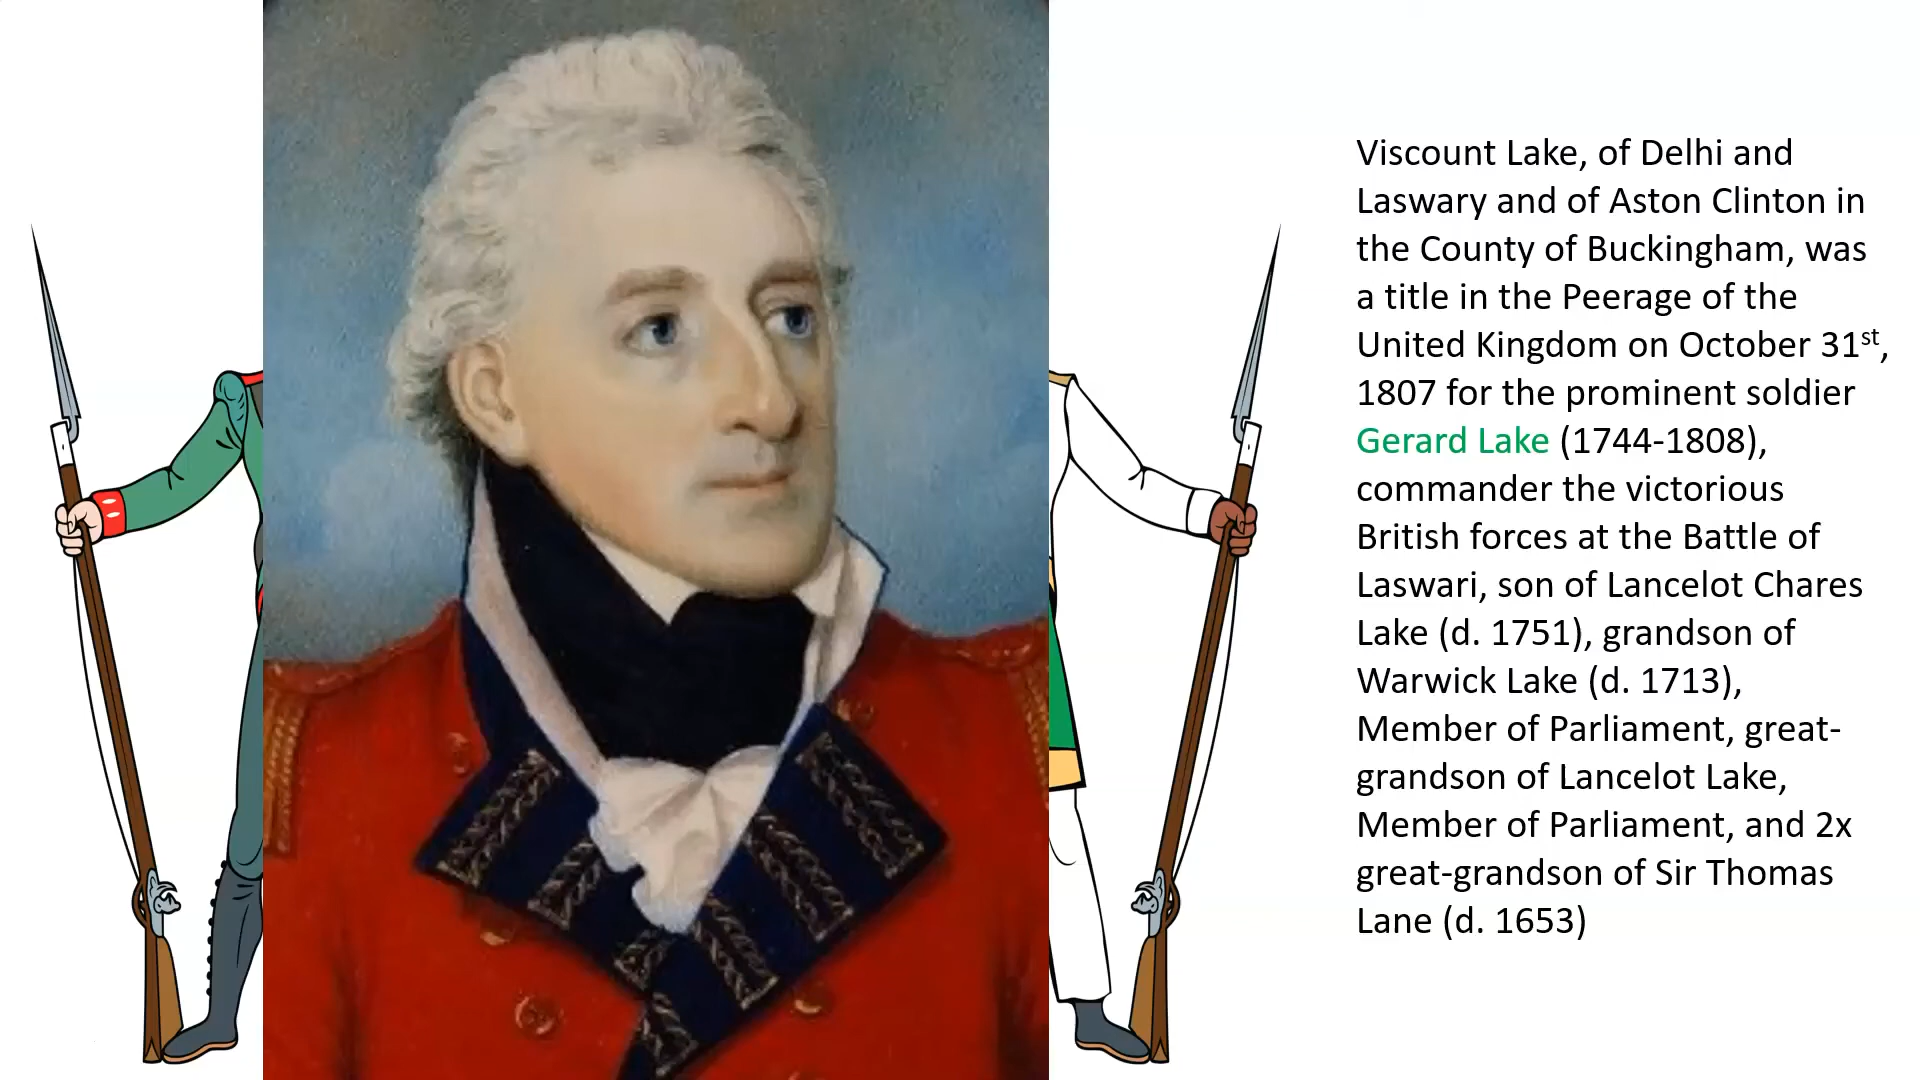 Viscount Lake, of Delhi and
Laswary and of Aston Clinton in
the County of Buckingham, was
a title in the Peerage of the
United Kingdom on October 31st,
1807 for the prominent soldier
Gerard Lake (1744-1808),
commander the victorious
British forces at the Battle of
Laswari, son of Lancelot Chares
Lake (d. 1751), grandson of
Warwick Lake (d. 1713),
Member of Parliament, great-
grandson of Lancelot Lake,
Member of Parliament, and 2x
great-grandson of Sir Thomas
Lane (d. 1653)